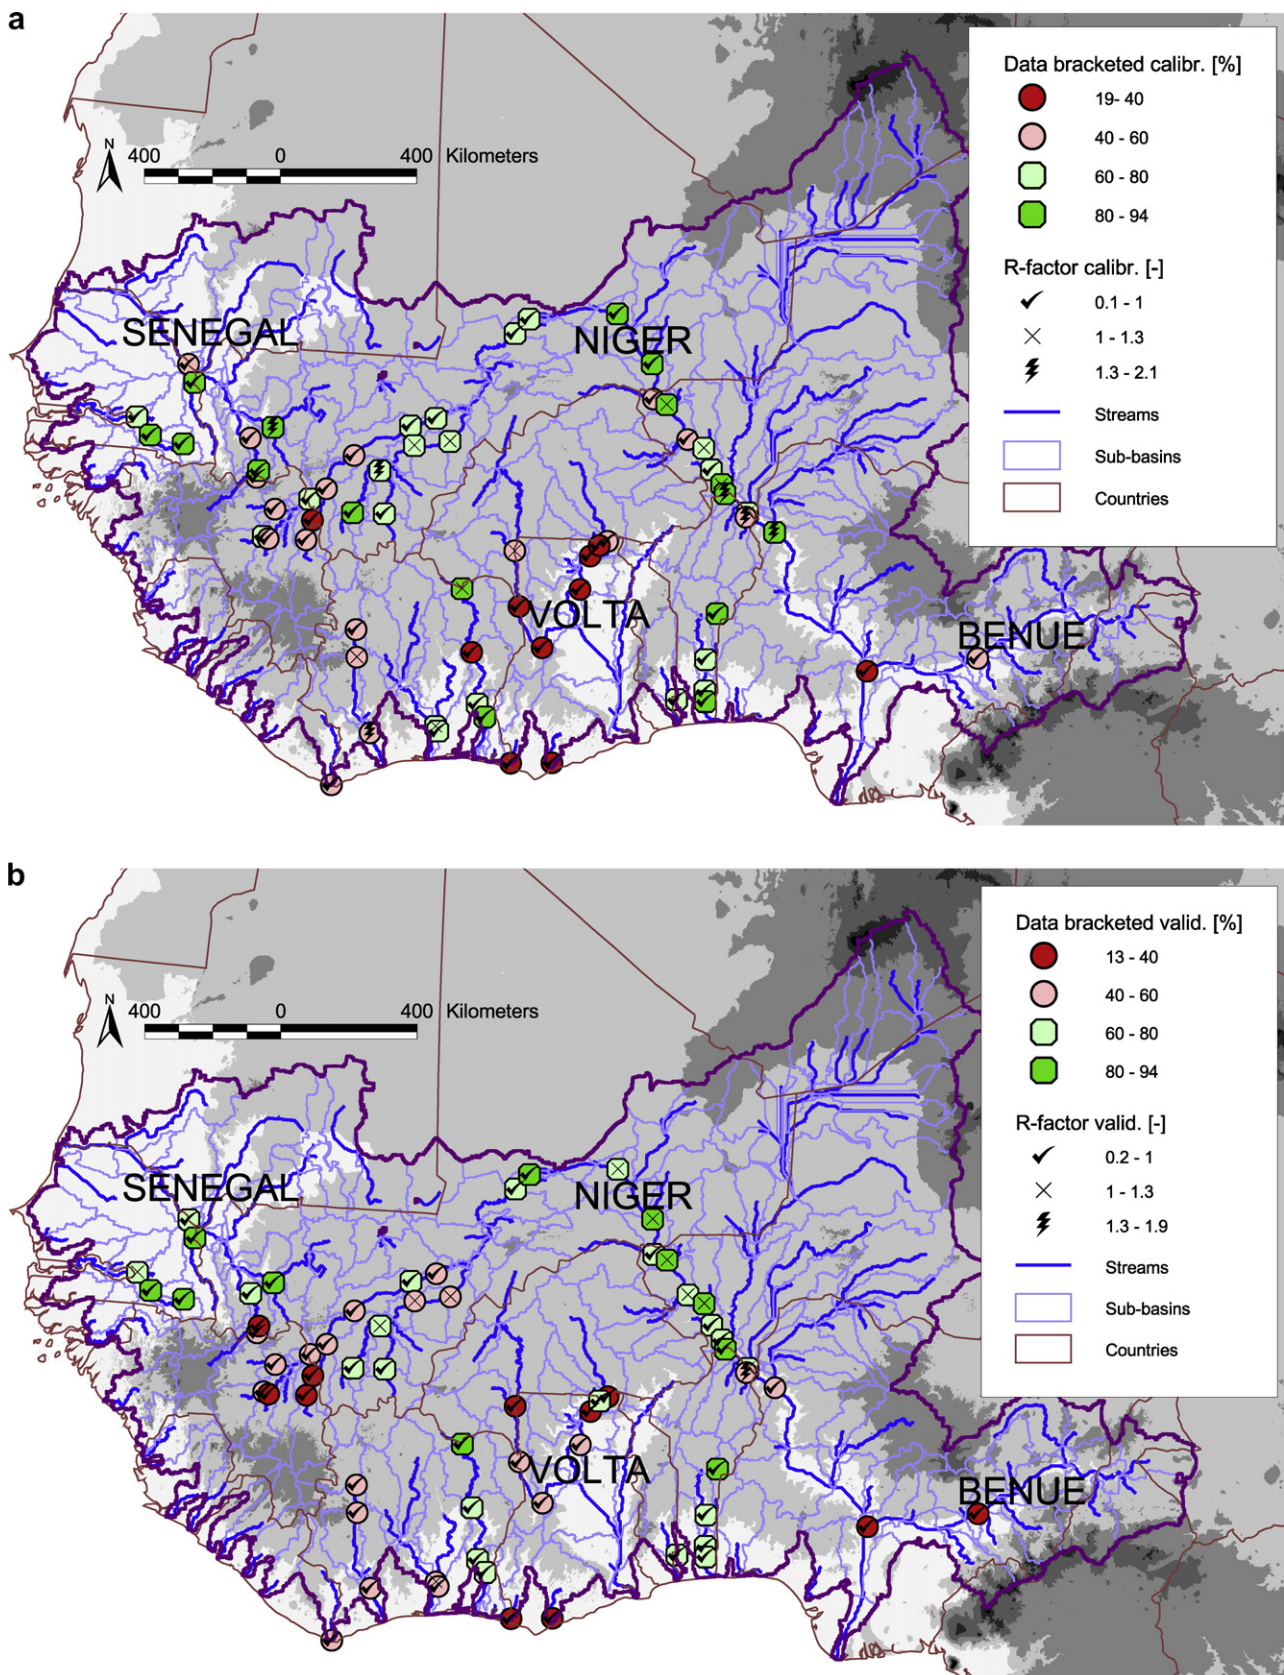 a
Data bracketed calibr. [%]
19- 40
40 - 60
60 - 80
80 - 94
R-factor calibr. [-]
0.1 - 1
1 - 1.3
1.3 - 2.1
Streams
Sub-basins
Countries
N
400 0 400 Kilometers
SENEGAL
NIGER
VOLTA
BENUE
b
Data bracketed valid. [%]
13 - 40
40 - 60
60 - 80
80 - 94
R-factor valid. [-]
0.2 - 1
1 - 1.3
1.3 - 1.9
Streams
Sub-basins
Countries
N
400 0 400 Kilometers
SENEGAL
NIGER
VOLTA
BENUE